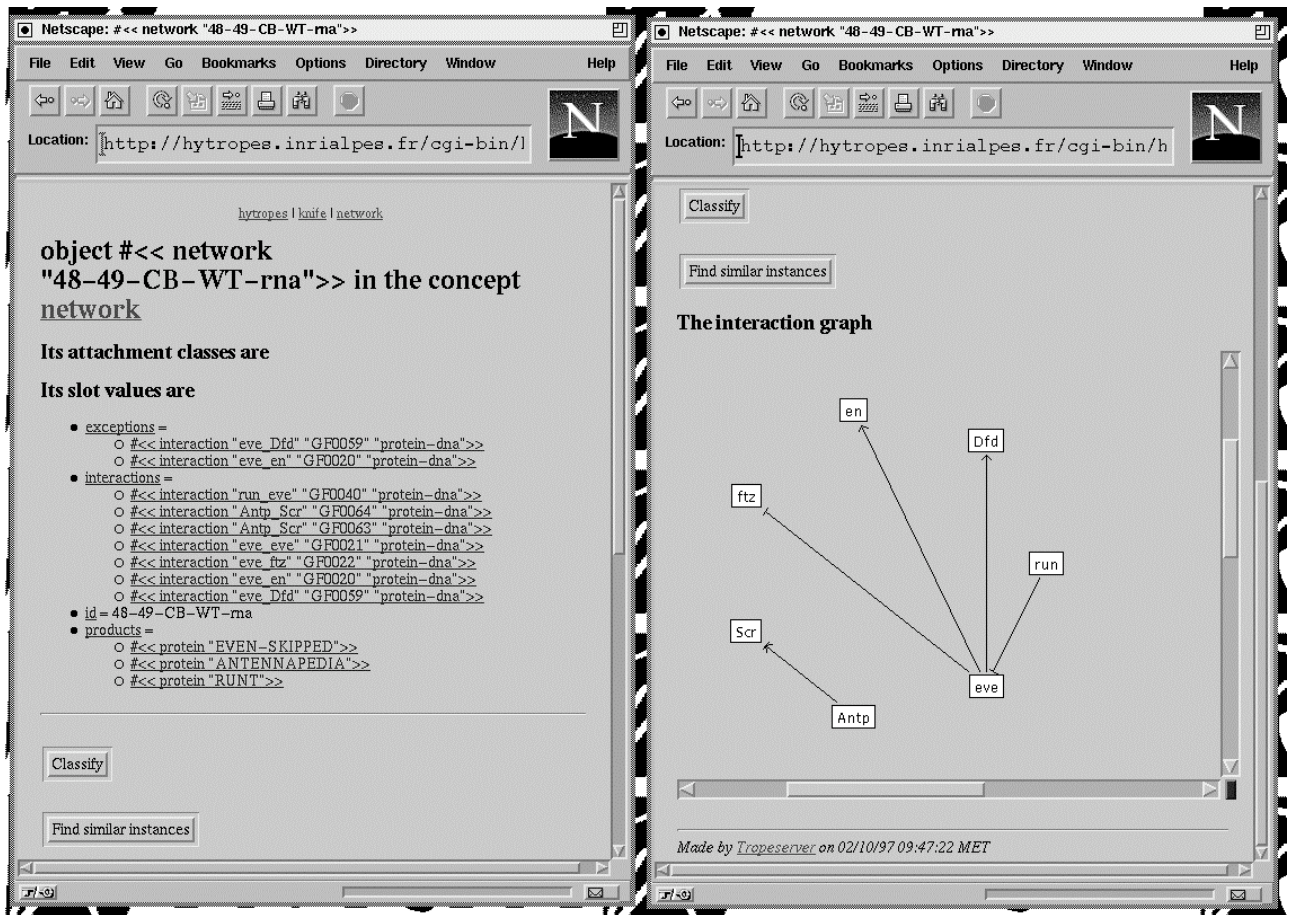 Netscape: #<< network "48-49-CB-WT-rna">>
File Edit View Go Bookmarks Options Directory Window Help
N
Location: http://hytropes.inrialpes.fr/cgi-bin/l
hytropes | knife | network
object #<< network
"48-49-CB-WT-rna">> in the concept
network
Its attachment classes are
Its slot values are
exceptions =
#<< interaction "eve_Dfd" "GF0059" "protein-dna">>
#<< interaction "eve_en" "GF0020" "protein-dna">>
interactions =
#<< interaction "run_eve" "GF0040" "protein-dna">>
#<< interaction "Antp_Scr" "GF0064" "protein-dna">>
#<< interaction "Antp_Scr" "GF0063" "protein-dna">>
#<< interaction "eve_eve" "GF0021" "protein-dna">>
#<< interaction "eve_ftz" "GF0022" "protein-dna">>
#<< interaction "eve_en" "GF0020" "protein-dna">>
#<< interaction "eve_Dfd" "GF0059" "protein-dna">>
id = 48-49-CB-WT-rna
products =
#<< protein "EVEN-SKIPPED">>
#<< protein "ANTENNAPEDIA">>
#<< protein "RUNT">>
Classify
Find similar instances
Netscape: #<< network "48-49-CB-WT-rna">>
File Edit View Go Bookmarks Options Directory Window Help
N
Location: http://hytropes.inrialpes.fr/cgi-bin/h
Classify
Find similar instances
The interaction graph
en
Dfd
ftz
run
Scr
eve
Antp
Made by Tropeserver on 02/10/97 09:47:22 MET